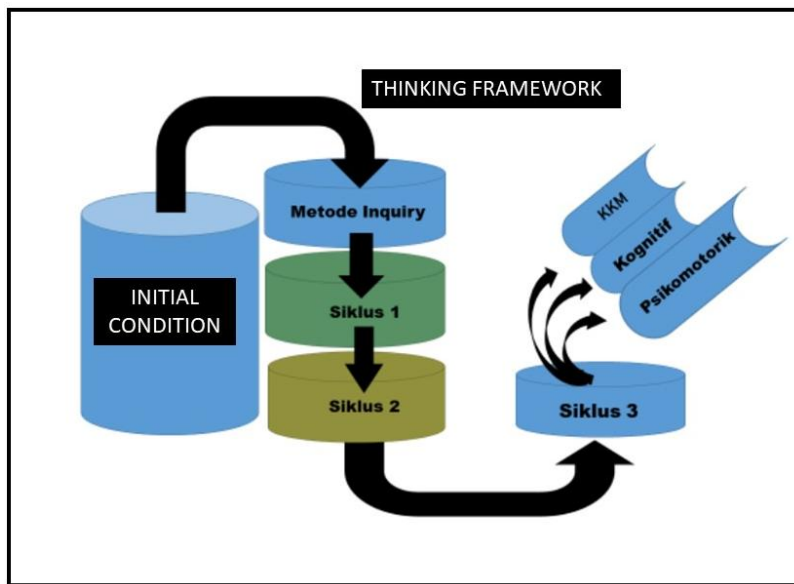 THINKING FRAMEWORK
INITIAL
CONDITION
Metode Inquiry
Siklus 1
Siklus 2
Siklus 3
KKM
Kognitif
Psikomotorik